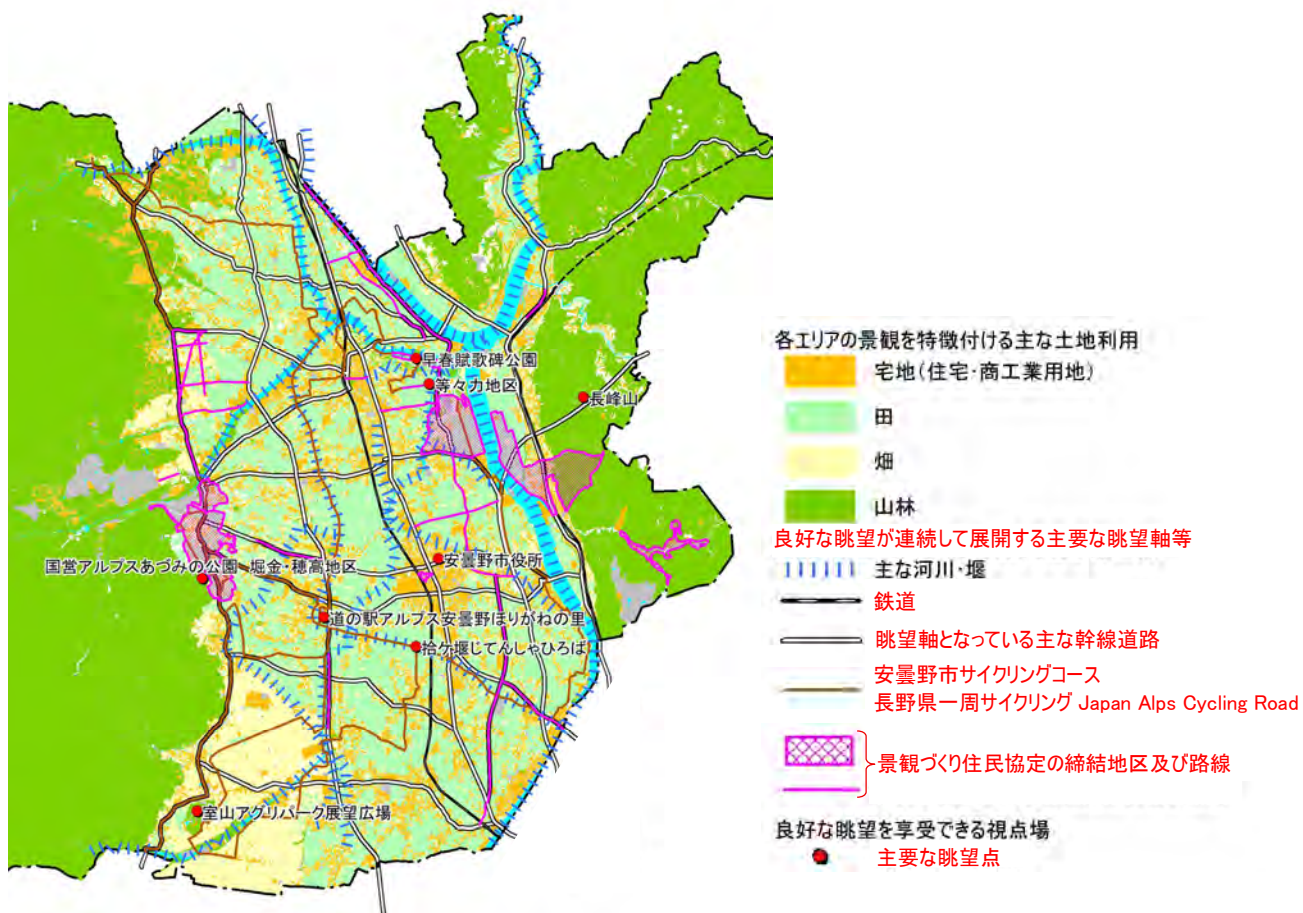 早春賦歌碑公園
等々力地区
長峰山
国営アルプスあづみの公園 堀金・穂高地区
安曇野市役所
道の駅アルプス安曇野ほりがねの里
拾ケ堰じてんしゃひろば
室山アグリパーク展望広場
各エリアの景観を特徴付ける主な土地利用
宅地(住宅・商工業用地)
田
畑
山林
良好な眺望が連続して展開する主要な眺望軸等
主な河川・堰
鉄道
眺望軸となっている主な幹線道路
安曇野市サイクリングコース
長野県一周サイクリング Japan Alps Cycling Road
景観づくり住民協定の締結地区及び路線
良好な眺望を享受できる視点場
主要な眺望点